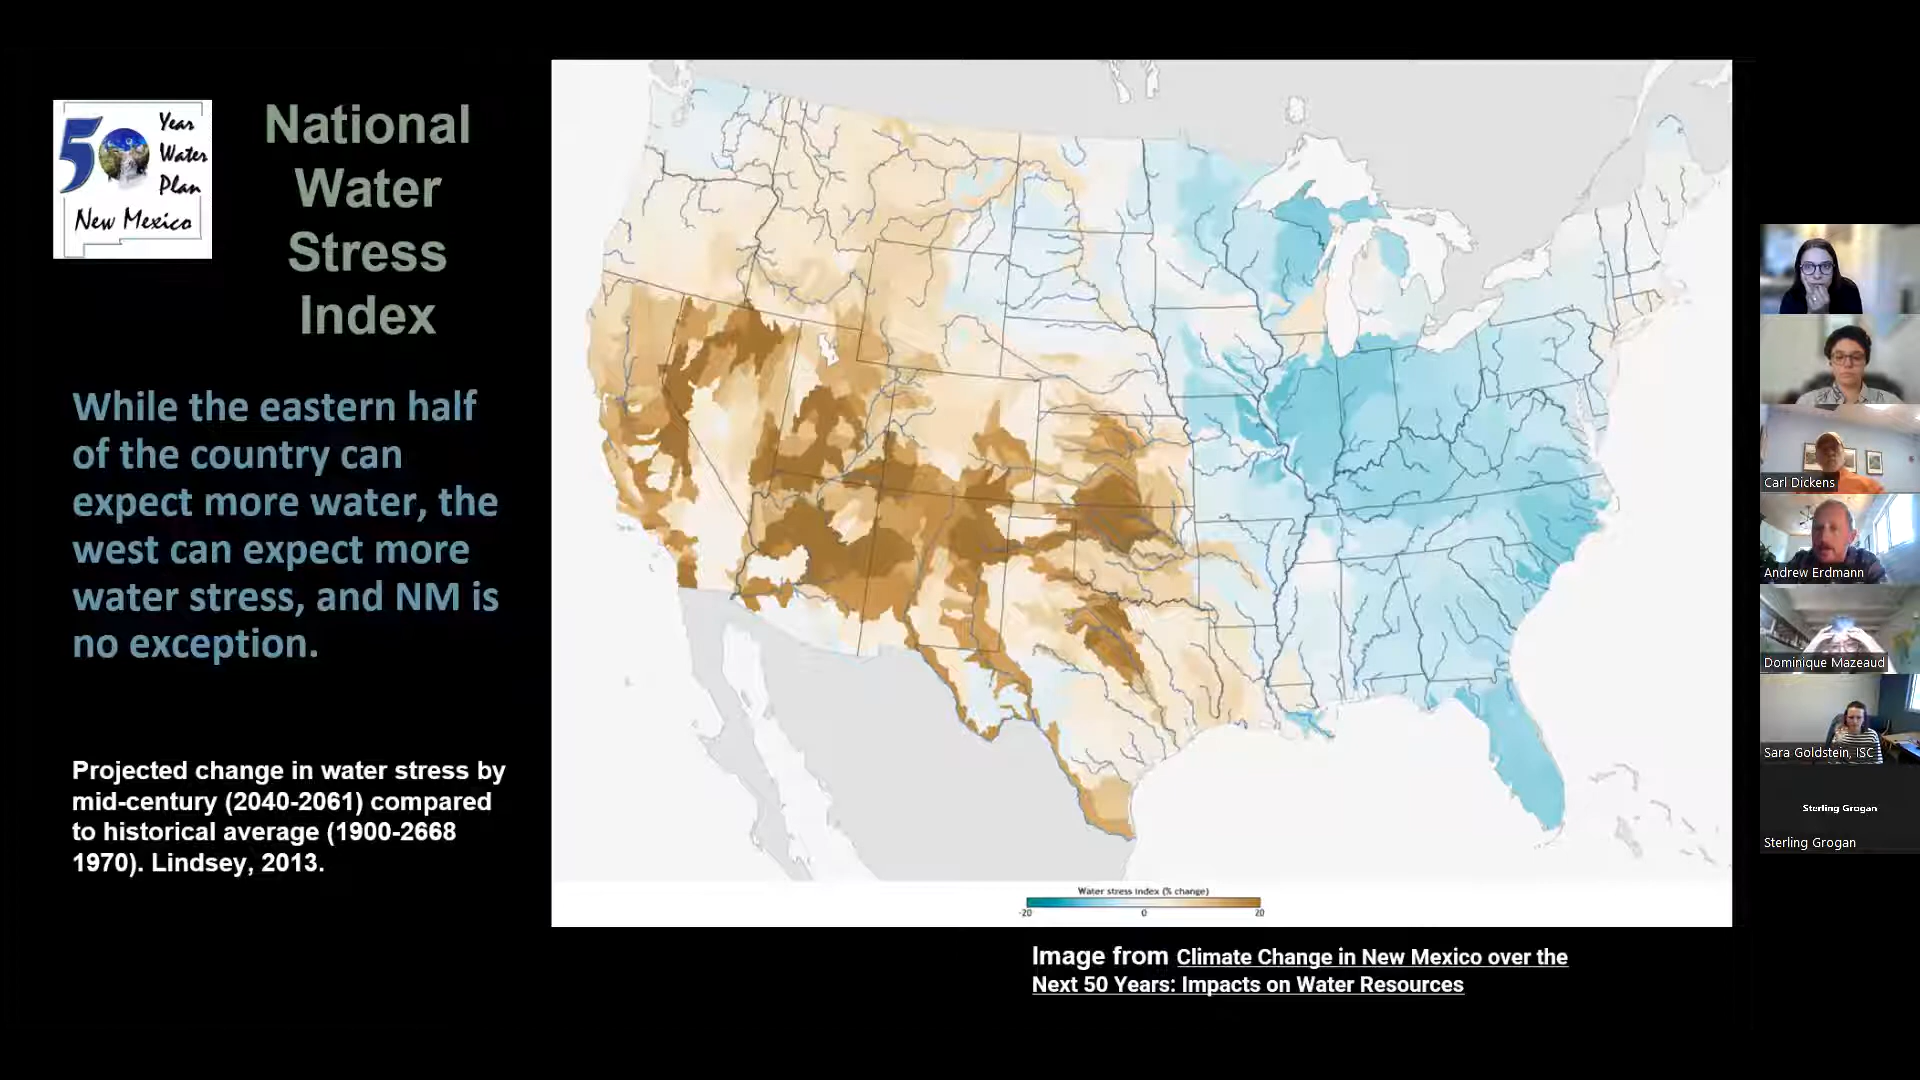 50 Year
Water
Plan
New Mexico
National
Water
Stress
Index
While the eastern half
of the country can
expect more water, the
west can expect more
water stress, and NM is
no exception.
Projected change in water stress by
mid-century (2040-2061) compared
to historical average (1900-2668
1970). Lindsey, 2013.
Water stress index (% change)
-20 0 20
Image from Climate Change in New Mexico over the
Next 50 Years: Impacts on Water Resources
Carl Dickens
Andrew Erdmann
Dominique Mazeaud
Sara Goldstein, ISC
Sterling Grogan
Sterling Grogan